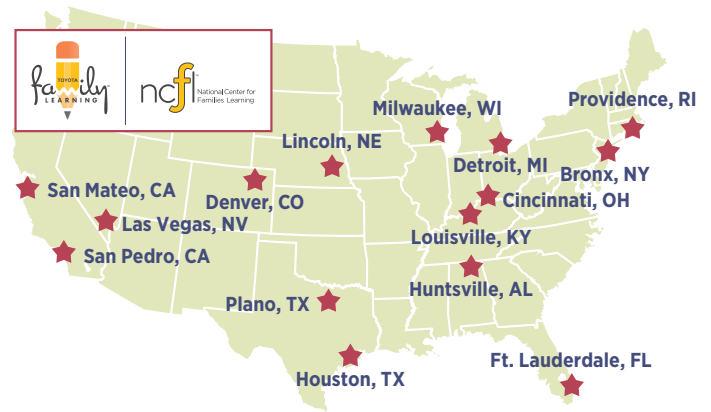 TOYOTA
family
LEARNING
ncfl
National Center for
Families Learning
Milwaukee, WI
Providence, RI
Lincoln, NE
Detroit, MI
Bronx, NY
San Mateo, CA
Denver, CO
Cincinnati, OH
Las Vegas, NV
Louisville, KY
San Pedro, CA
Huntsville, AL
Plano, TX
Ft. Lauderdale, FL
Houston, TX